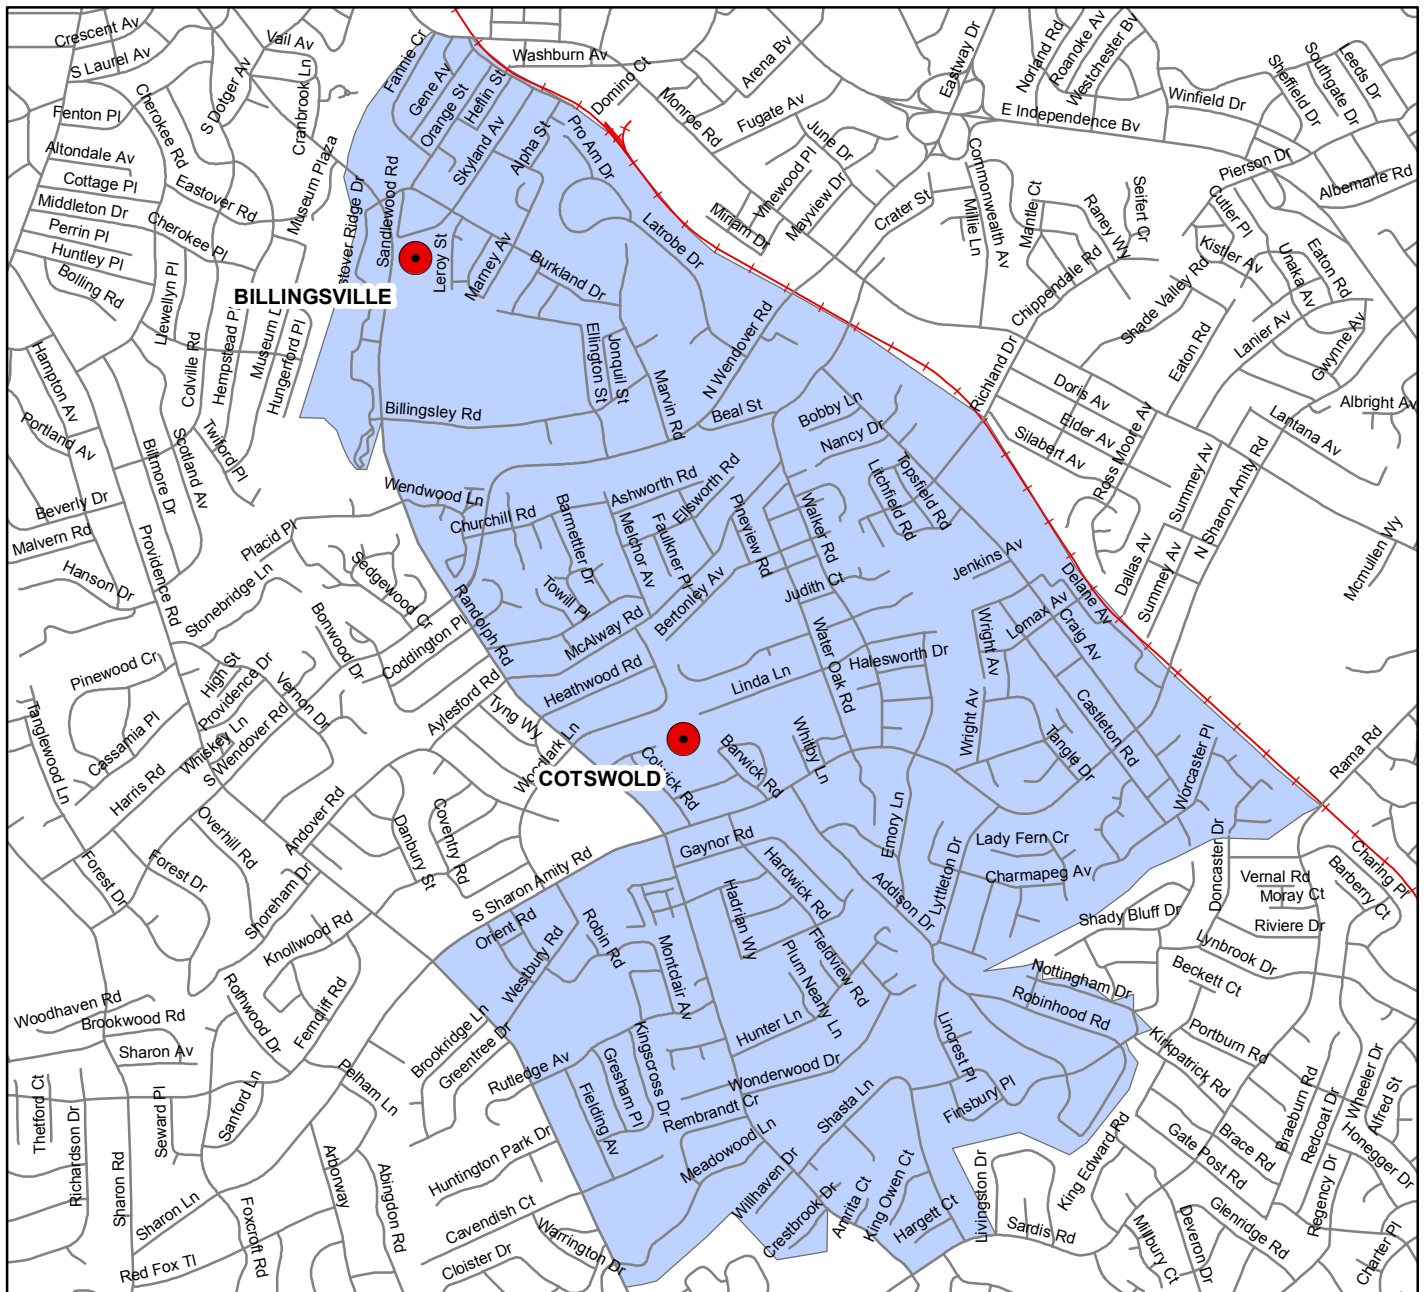 Crescent Av
Vail Av
S Laurel Av
Fannie Cr
Washburn Av
Domino Ct
Arena Bv
Eastway Dr
Norland Rd
Roanoke Av
Westchester Bv
Winfield Dr
Sheffield Dr
Southgate Dr
Leeds Dr
Cherokee Rd
S Dotger Av
Cranbrook Ln
Gene Av
Orange St
Heflin St
Monroe Rd
Fugate Av
E Independence Bv
Fenton Pl
Altondale Av
Cottage Pl
Middleton Dr
Perrin Pl
Huntley Pl
Bolling Rd
Eastover Rd
Cherokee Pl
Museum Plaza
Skyland Av
Alpha St
Pro Am Dr
June Dr
Vinewood Pl
Mayview Dr
Miriam Dr
Crater St
Commonwealth Av
Millie Ln
Mantle Ct
Raney Wy
Seifert Cr
Pierson Dr
Albemarle Rd
Cutler Pl
Kistler Av
Unaka Av
Eaton Rd
Sandlewood Rd
stover Ridge Dr
Leroy St
Marney Av
Burkland Dr
Latrobe Dr
Chippendale Rd
Shade Valley Rd
Lanier Av
Gwynne Av
BILLINGSVILLE
Llewellyn Pl
Colville Rd
Hempstead Pl
Museum D
Hungerford Pl
Ellington St
Jonquil St
Marvin Rd
N Wendover Rd
Richland Dr
Eaton Rd
Hampton Av
Portland Av
Billingsley Rd
Beal St
Bobby Ln
Nancy Dr
Doris Av
Elder Av
Silabert Av
Ross Moore Av
Albright Av
Lantana Av
Twiford Pl
Scotland Av
Biltmore Dr
Beverly Dr
Malvern Rd
Hanson Dr
Providence Rd
Wendwood Ln
Churchill Rd
Ashworth Rd
Ellsworth Rd
Barmettler Dr
Melchor Av
Faulkner Pl
Pineview Rd
Walker Rd
Litchfield Rd
Topsfield Rd
Summey Av
N Sharon Amity Rd
Mcmullen Wy
Placid Pl
Stonebridge Ln
Sedgewood Cr
Bonwood Dr
Coddington Pl
Randolph Rd
Towill Pl
McAlway Rd
Bertonley Av
Judith Ct
Jenkins Av
Delane Av
Dallas Av
Summey Av
Lomax Av
Craig Av
Wright Av
Halesworth Dr
Water Oak Rd
Pinewood Cr
High St
Providence Dr
Vernon Dr
Heathwood Rd
Linda Ln
Aylesford Rd
Tyng Wy
Tanglewood Ln
Cassamia Pl
Whiskey Ln
S Wendover Rd
Harris Rd
Woodlark Ln
COTSWOLD
Colwick Rd
Barwick Rd
Whitby Ln
Wright Av
Tangle Dr
Castleton Rd
Worcaster Pl
Rama Rd
Overhill Rd
Andover Rd
Danbury St
Coventry Rd
Gaynor Rd
Emory Ln
Lady Fern Cr
Charmapeg Av
Doncaster Dr
Charing Pl
Barberry Ct
Vernal Rd
Moray Ct
Riviere Dr
Forest Dr
Forest Dr
Shoreham Dr
Knollwood Rd
S Sharon Amity Rd
Orient Rd
Westbury Rd
Robin Rd
Hadrian Wy
Hardwick Rd
Addison Dr
Lyttleton Dr
Shady Bluff Dr
Lynbrook Dr
Beckett Ct
Woodhaven Rd
Brookwood Rd
Sharon Av
Rothwood Dr
Ferncliff Rd
Montclair Av
Plum Nearly Ln
Fieldview Rd
Nottingham Dr
Robinhood Rd
Portburn Rd
Kirkpatrick Rd
Brookridge Ln
Greentree Dr
Rutledge Av
Hunter Ln
Lincrest Pl
Finsbury Pl
Thetford Ct
Richardson Dr
Seward Pl
Sanford Ln
Pelham Ln
Gresham Pl
Kingscross Dr
Fielding Av
Wonderwood Dr
Rembrandt Cr
Shasta Ln
Meadowood Ln
Braeburn Rd
Redcoat Dr
Wheeler Dr
Alfred St
Honegger Dr
Sharon Rd
Sharon Ln
Arborway
Abingdon Rd
Huntington Park Dr
Cavendish Ct
Warrington Dr
Cloister Dr
Willhaven Dr
Crestbrook Dr
Amrita Ct
King Owen Ct
Hargett Ct
Livingston Dr
Sardis Rd
King Edward Rd
Gate Post Rd
Brace Rd
Glenridge Rd
Regency Dr
Milbury Ct
Deveron Dr
Charter Pl
Foxcroft Rd
Red Fox Tl